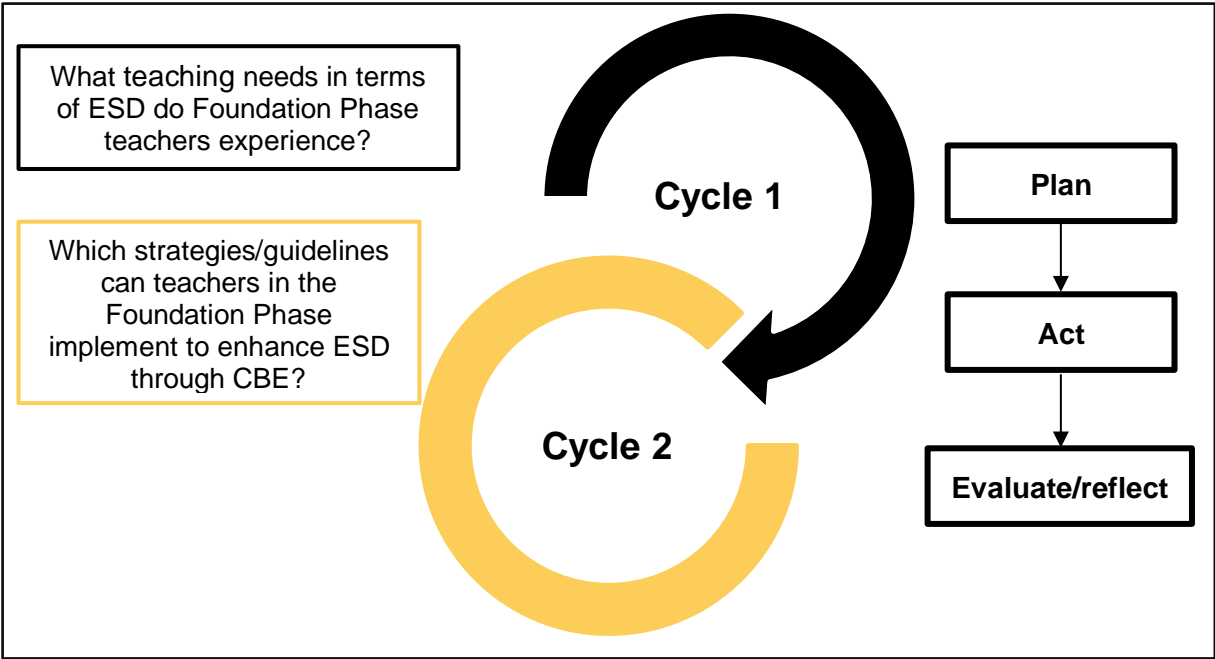 What teaching needs in terms
of ESD do Foundation Phase
teachers experience?
Which strategies/guidelines
can teachers in the
Foundation Phase
implement to enhance ESD
through CBE?
Cycle 1
Cycle 2
Plan
Act
Evaluate/reflect